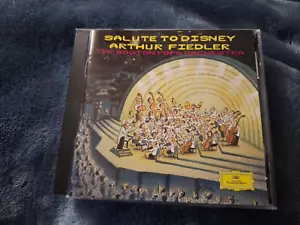 SALUTE TO DISNEY
ARTHUR FIEDLER
THE BOSTON POPS ORCHESTRA